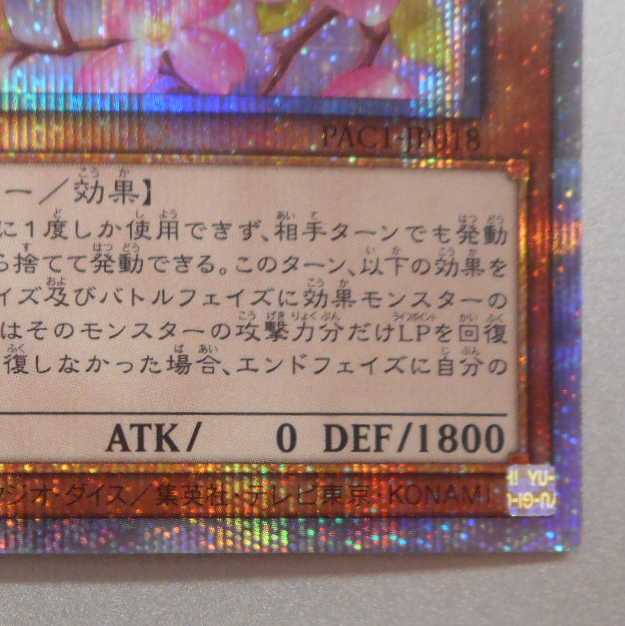 PAC1-JP018
ー／効果】
に1度しか使用できず、相手ターンでも発動
ら捨てて発動できる。このターン、以下の効果を
イズ及びバトルフェイズに効果モンスターの
はそのモンスターの攻撃力分だけLPを回復
復しなかった場合、エンドフェイズに自分の
ATK/ 0 DEF/1800
タジオ・ダイス／集英社・テレビ東京・KONAMI